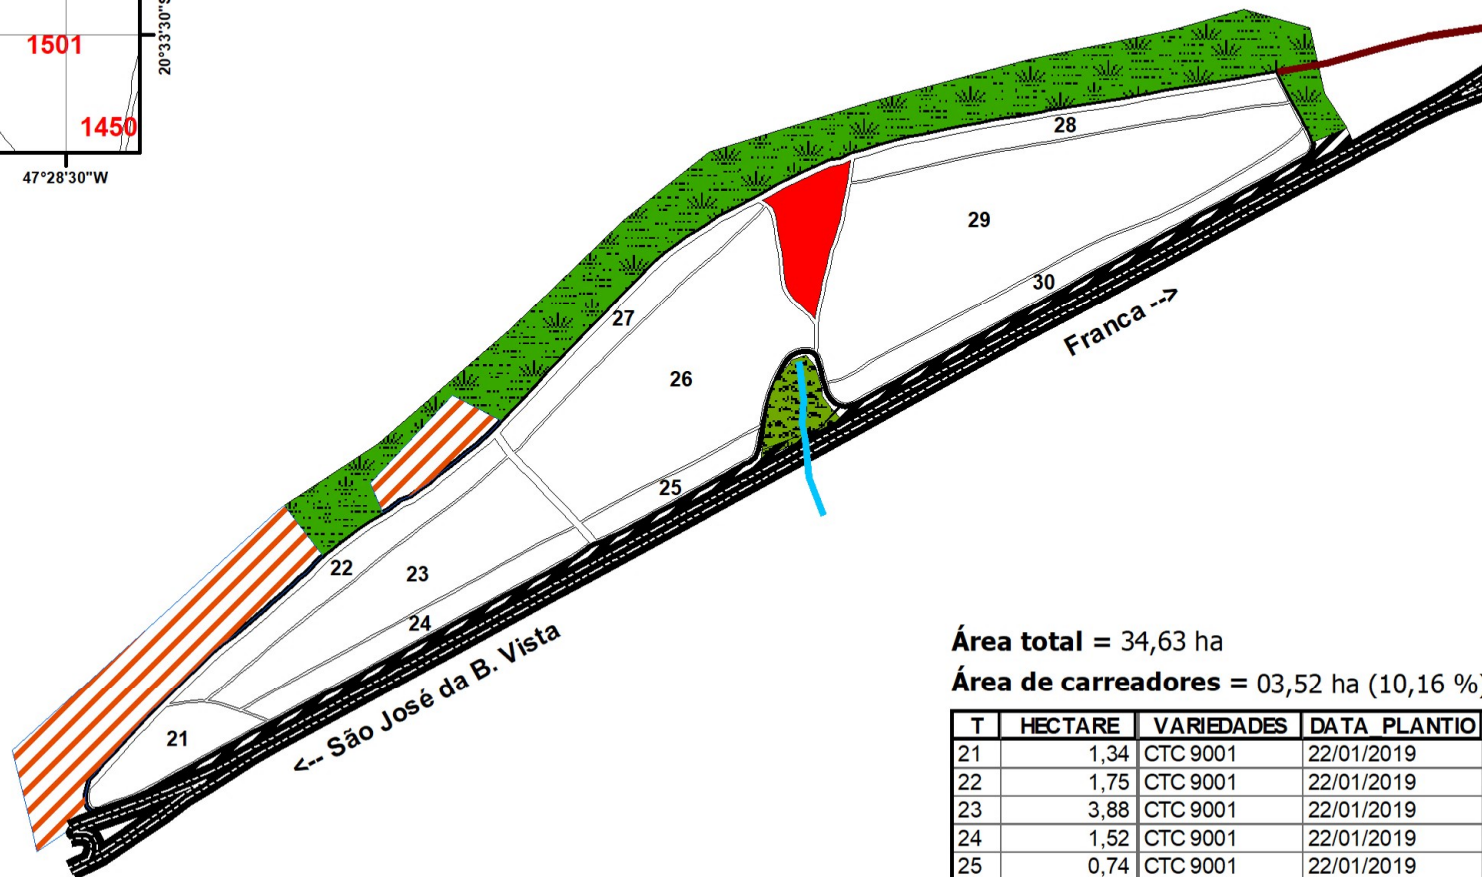 20°33'30"S
1501
1450
47°28'30"W
28
29
30
27
Franca -->
26
25
22
23
24
21
<-- São José da B. Vista
Área total = 34,63 ha
Área de carreadores = 03,52 ha (10,16 %)
T HECTARE VARIEDADES DATA_PLANTIO
21 1,34 CTC 9001 22/01/2019
22 1,75 CTC 9001 22/01/2019
23 3,88 CTC 9001 22/01/2019
24 1,52 CTC 9001 22/01/2019
25 0,74 CTC 9001 22/01/2019